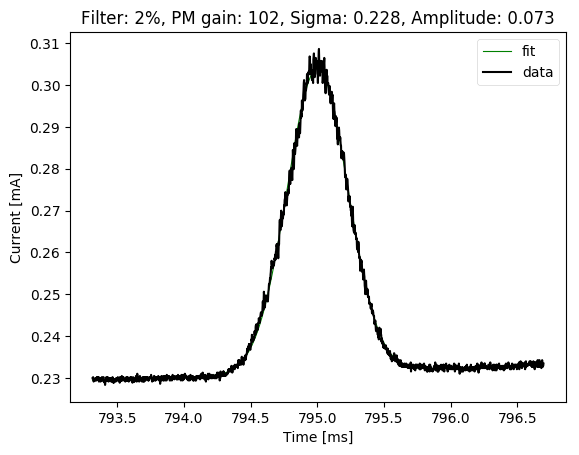 Filter: 2%, PM gain: 102, Sigma: 0.228, Amplitude: 0.073
fit
data
0.31
0.30
0.29
0.28
0.27
0.26
0.25
0.24
0.23
Current [mA]
793.5 794.0 794.5 795.0 795.5 796.0 796.5
Time [ms]